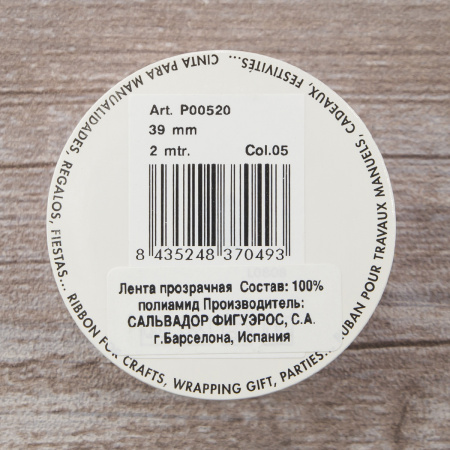 CINTA PARA MANUALIDADES, REGALOS, FIESTAS... RIBBON FOR CRAFTS, WRAPPING GIFT, PARTIES... RUBAN POUR TRAVAUX MANUELS, CADEAUX, FESTIVITÉS...
Art. P00520
39 mm
2 mtr. Col.05
8 435248 370493
Лента прозрачная Состав: 100%
полиамид Производитель:
САЛЬВАДОР ФИГУЭРОС, С.А.
г.Барселона, Испания